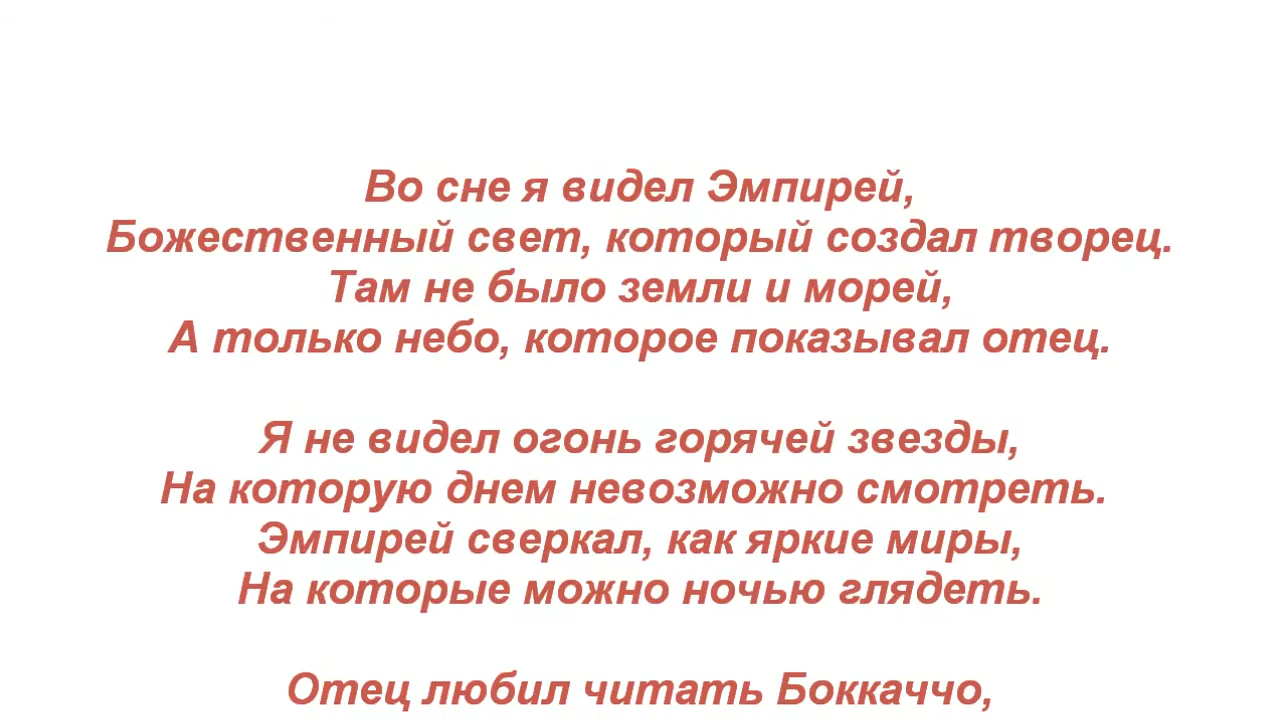 Во сне я видел Эмпирей,
Божественный свет, который создал творец.
Там не было земли и морей,
А только небо, которое показывал отец.
Я не видел огонь горячей звезды,
На которую днем невозможно смотреть.
Эмпирей сверкал, как яркие миры,
На которые можно ночью глядеть.
Отец любил читать Боккаччо,